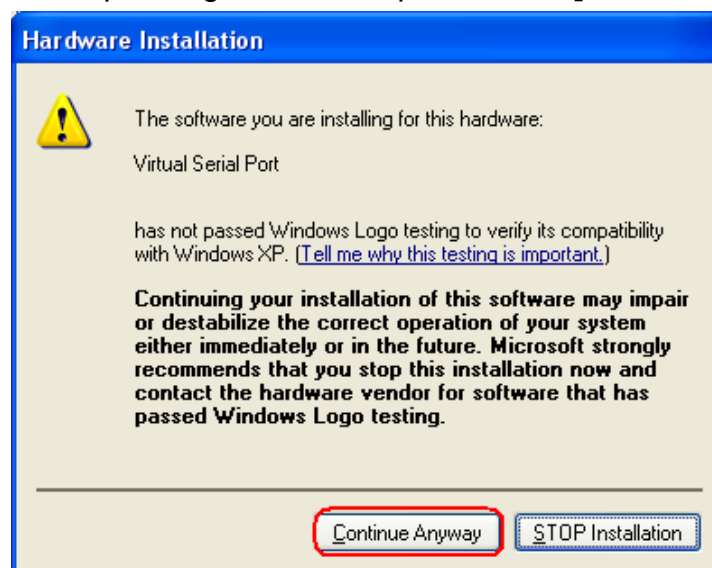 Hardware Installation
The software you are installing for this hardware:
Virtual Serial Port
has not passed Windows Logo testing to verify its compatibility
with Windows XP. (Tell me why this testing is important.)
Continuing your installation of this software may impair
or destabilize the correct operation of your system
either immediately or in the future. Microsoft strongly
recommends that you stop this installation now and
contact the hardware vendor for software that has
passed Windows Logo testing.
Continue Anyway
STOP Installation